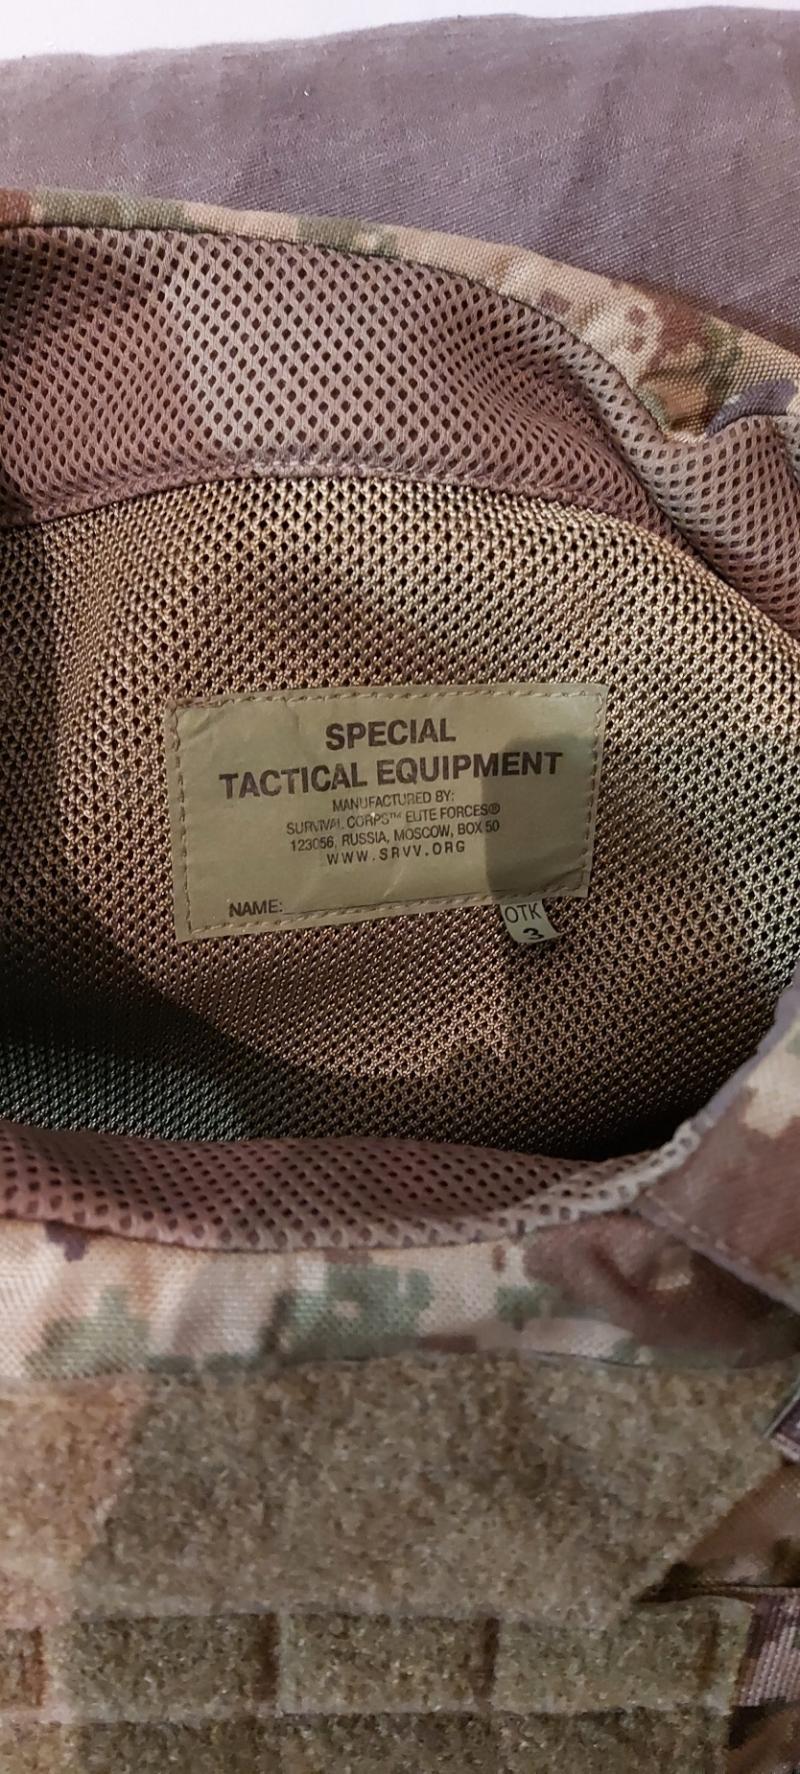 SPECIAL
TACTICAL EQUIPMENT
MANUFACTURED BY:
SURVIVAL CORPS™ ELITE FORCES®
123056, RUSSIA, MOSCOW, BOX 50
WWW.SRVV.ORG
NAME:
ОТК
3